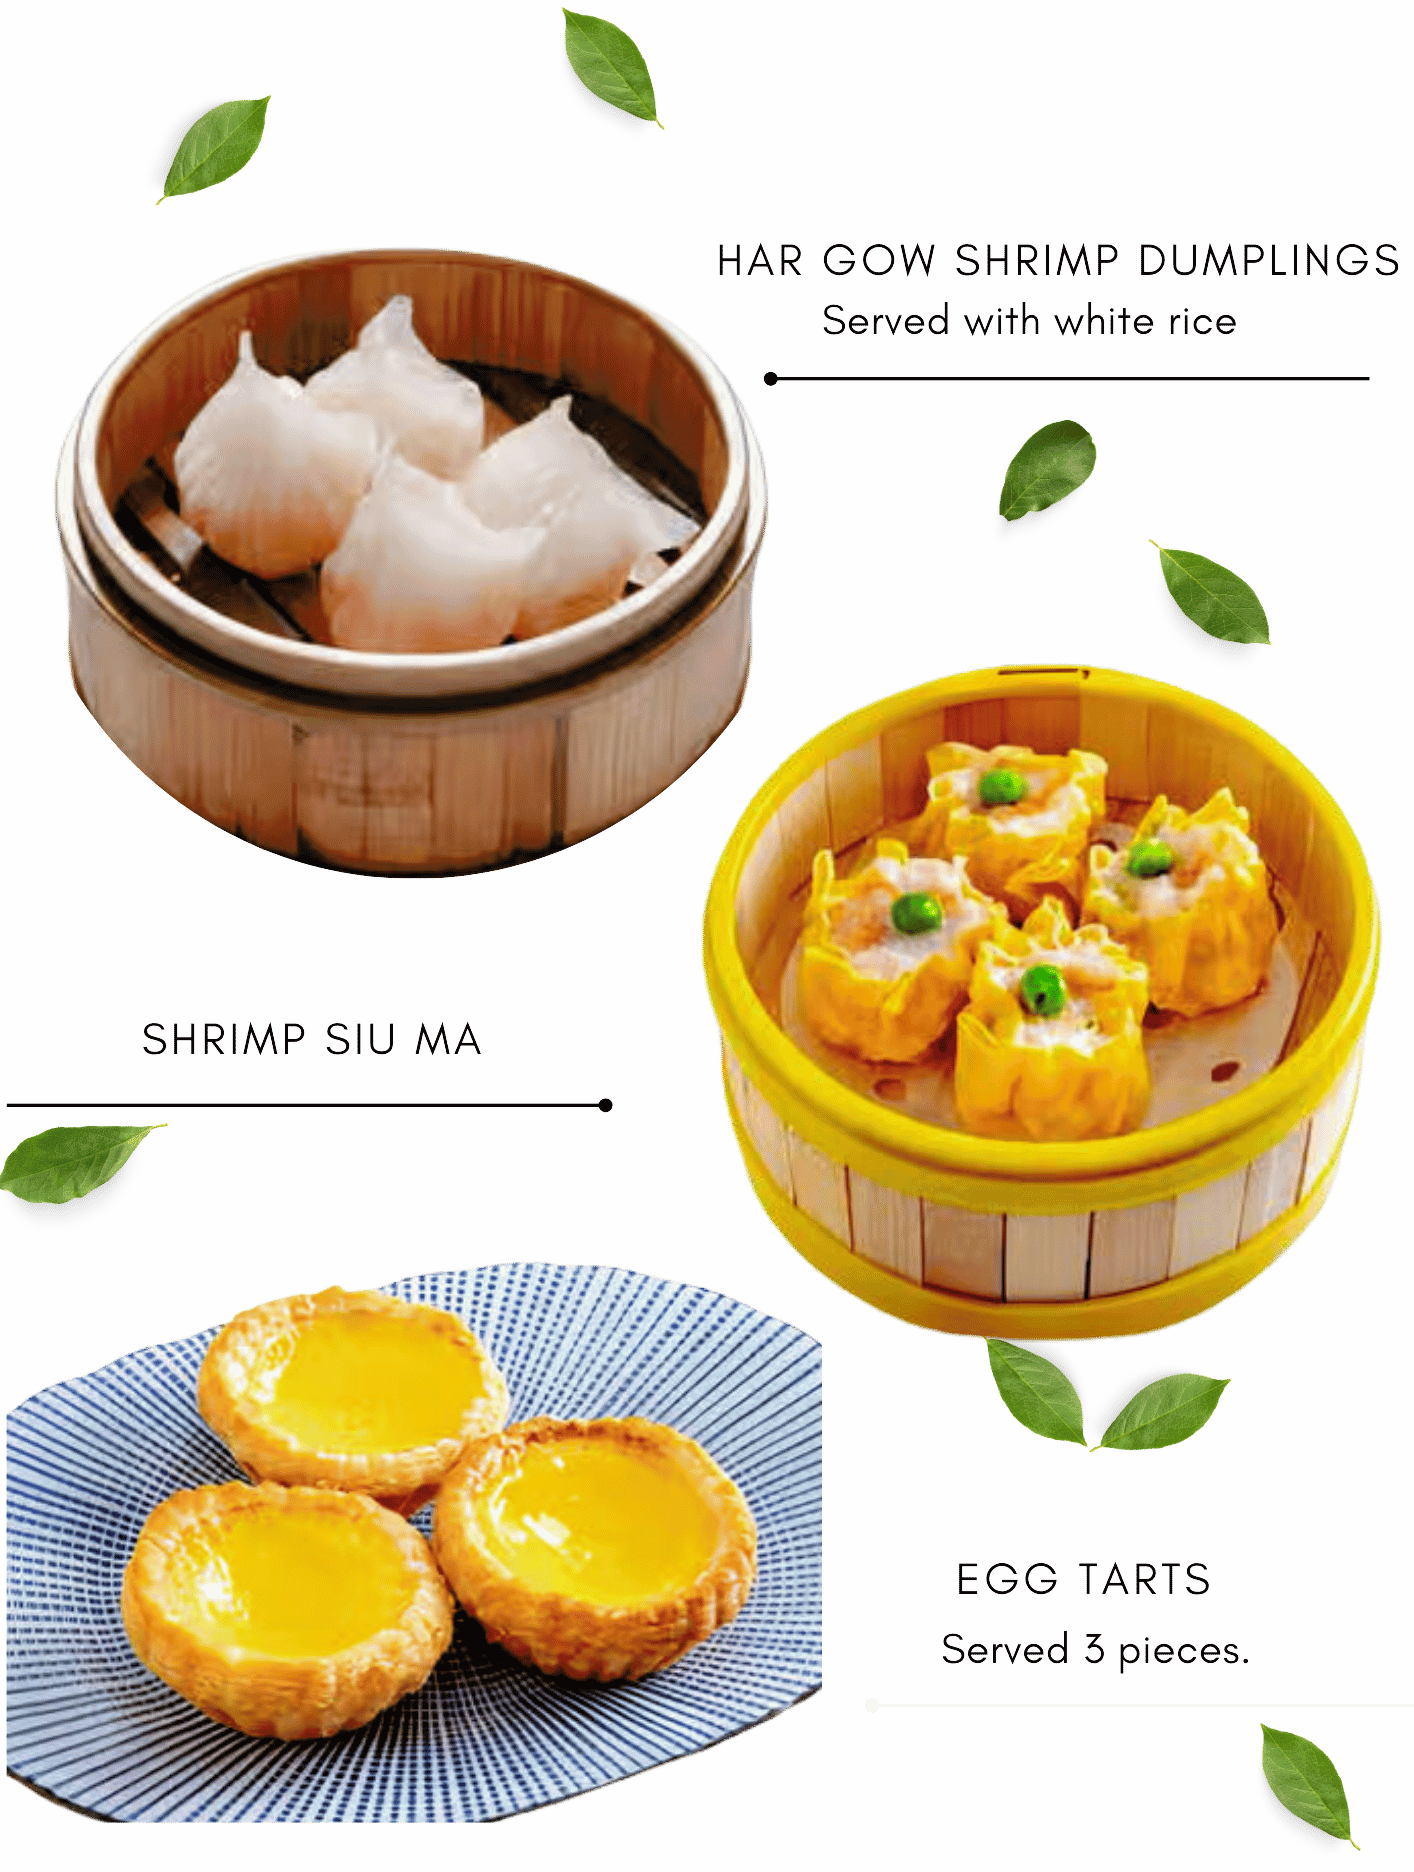 HAR GOW SHRIMP DUMPLINGS
Served with white rice
SHRIMP SIU MA
EGG TARTS
Served 3 pieces.